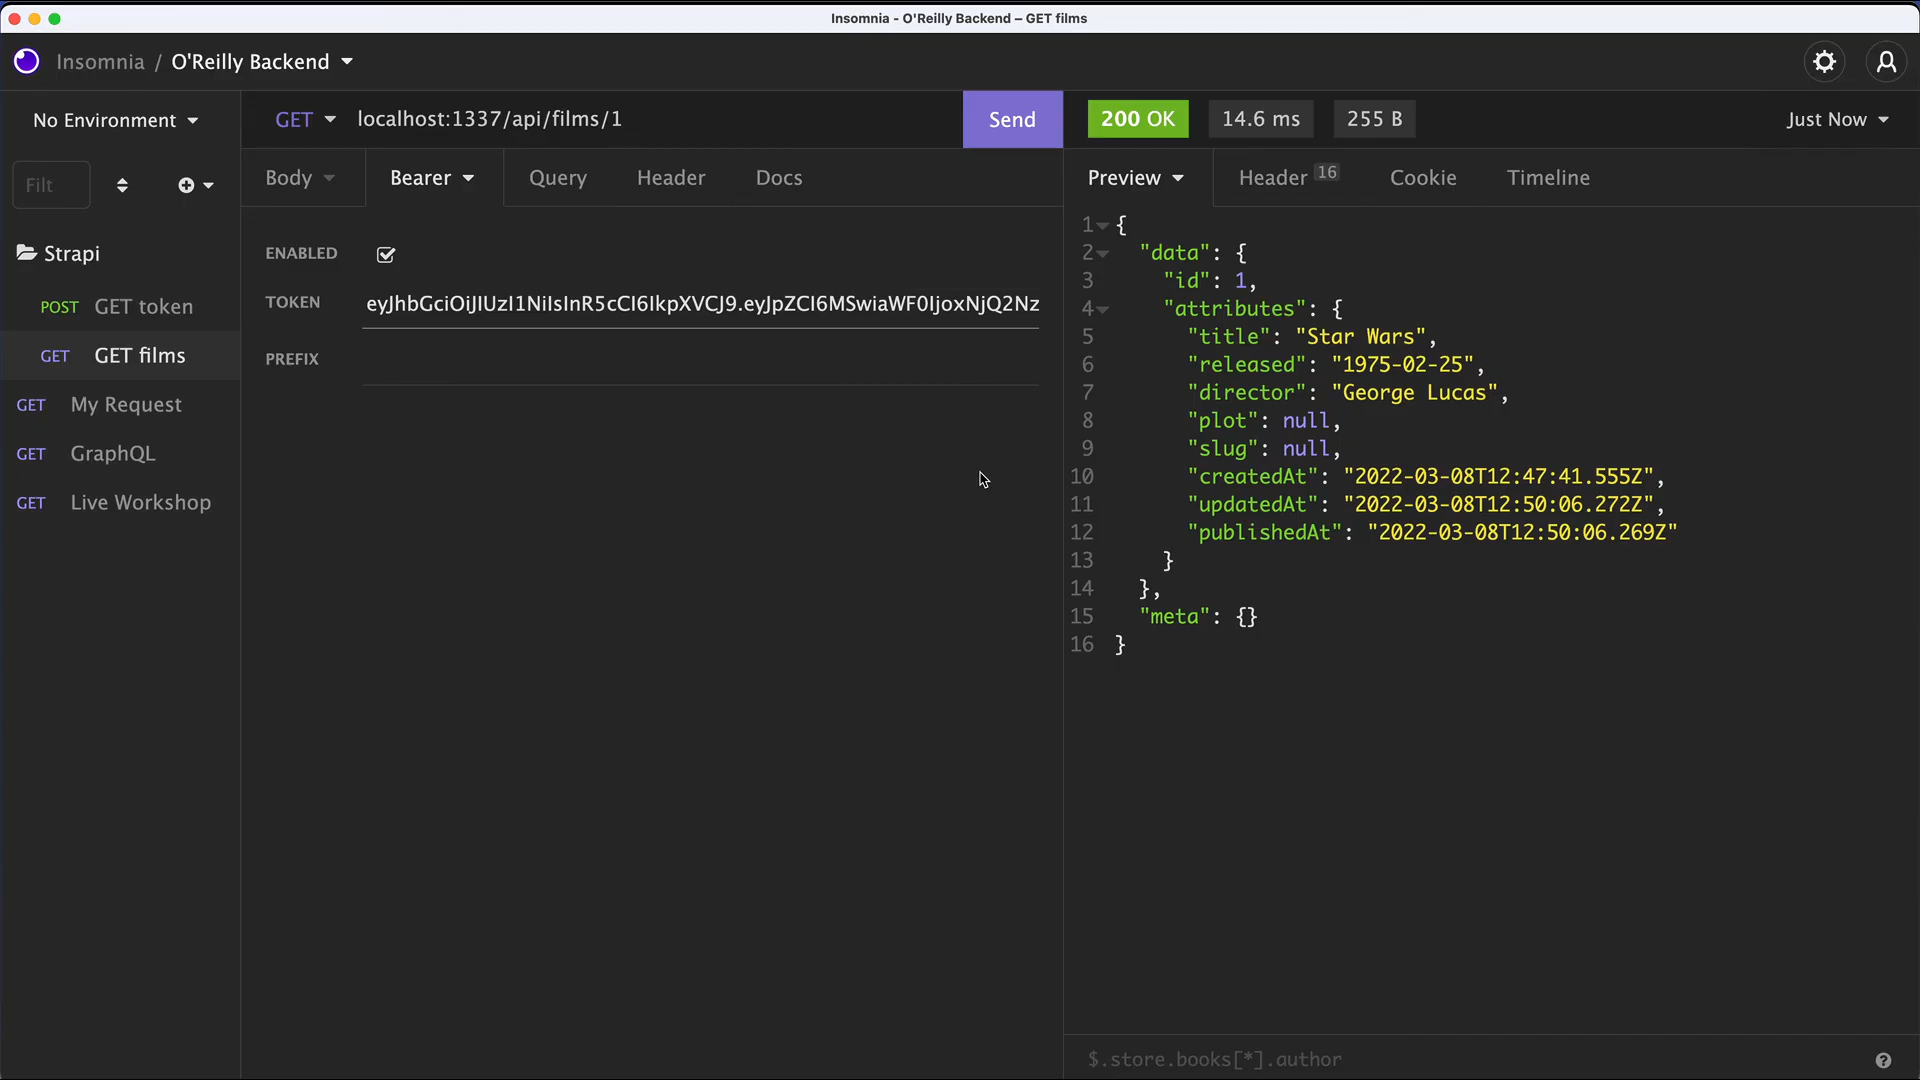 Insomnia - O'Reilly Backend – GET films
Insomnia / O'Reilly Backend
No Environment
GET localhost:1337/api/films/1
Send
200 OK 14.6 ms 255 B
Just Now
Filt
Body Bearer Query Header Docs
Preview Header 16 Cookie Timeline
Strapi
POST GET token
GET GET films
GET My Request
GET GraphQL
GET Live Workshop
ENABLED
TOKEN eyJhbGciOiJIUzI1NiIsInR5cCI6IkpXVCJ9.eyJpZCI6MSwiaWF0IjoxNjQ2Nz
PREFIX
1 {
2 "data": {
3 "id": 1,
4 "attributes": {
5 "title": "Star Wars",
6 "released": "1975-02-25",
7 "director": "George Lucas",
8 "plot": null,
9 "slug": null,
10 "createdAt": "2022-03-08T12:47:41.555Z",
11 "updatedAt": "2022-03-08T12:50:06.272Z",
12 "publishedAt": "2022-03-08T12:50:06.269Z"
13 }
14 },
15 "meta": {}
16 }
$.store.books[*].author